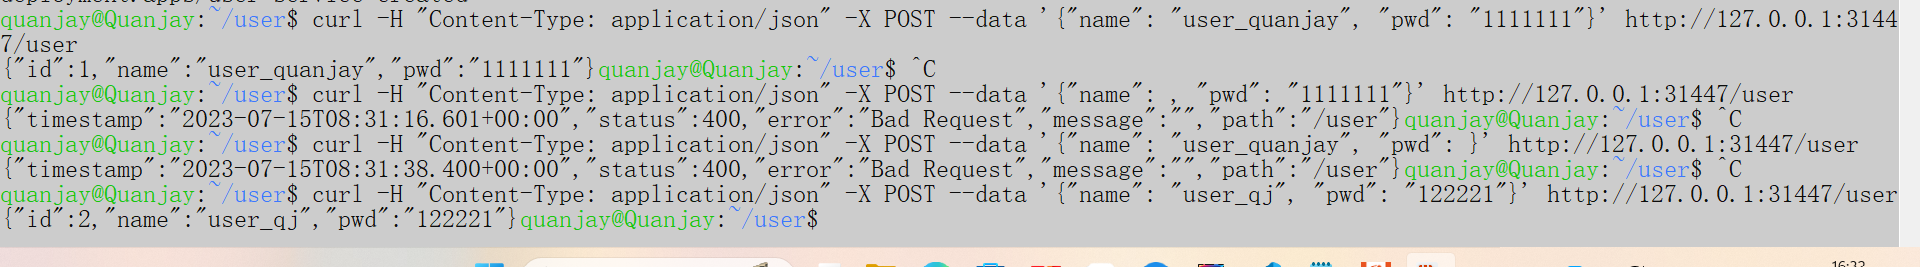 quanjay@Quanjay:~/user$ curl -H "Content-Type: application/json" -X POST --data '{"name": "user_quanjay", "pwd": "1111111"}' http://127.0.0.1:3144
7/user
{"id":1,"name":"user_quanjay","pwd":"1111111"}quanjay@Quanjay:~/user$ ^C
quanjay@Quanjay:~/user$ curl -H "Content-Type: application/json" -X POST --data '{"name": , "pwd": "1111111"}' http://127.0.0.1:31447/user
{"timestamp":"2023-07-15T08:31:16.601+00:00","status":400,"error":"Bad Request","message":"","path":"/user"}quanjay@Quanjay:~/user$ ^C
quanjay@Quanjay:~/user$ curl -H "Content-Type: application/json" -X POST --data '{"name": "user_quanjay", "pwd": }' http://127.0.0.1:31447/user
{"timestamp":"2023-07-15T08:31:38.400+00:00","status":400,"error":"Bad Request","message":"","path":"/user"}quanjay@Quanjay:~/user$ ^C
quanjay@Quanjay:~/user$ curl -H "Content-Type: application/json" -X POST --data '{"name": "user_qj", "pwd": "122221"}' http://127.0.0.1:31447/user
{"id":2,"name":"user_qj","pwd":"122221"}quanjay@Quanjay:~/user$